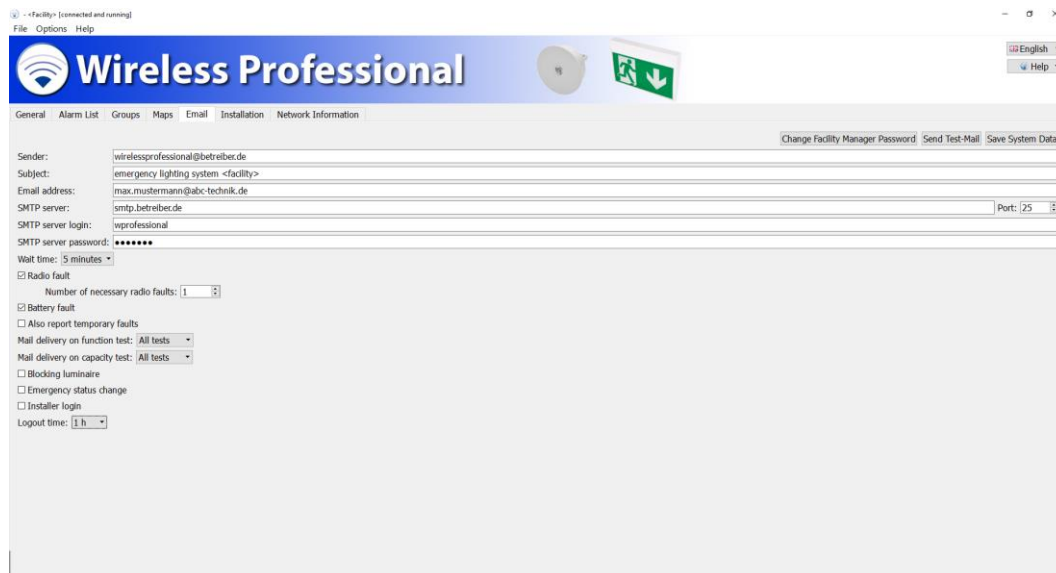 - <Facility> [connected and running]
File Options Help
Wireless Professional
English
Help
General Alarm List Groups Maps Email Installation Network Information
Change Facility Manager Password Send Test-Mail Save System Data
Sender: wirelessprofessional@betreiber.de
Subject: emergency lighting system <facility>
Email address: max.mustermann@abc-technik.de
SMTP server: smtp.betreiber.de Port: 25
SMTP server login: wprofessional
SMTP server password: ●●●●●●●
Wait time: 5 minutes
Radio fault
Number of necessary radio faults: 1
Battery fault
Also report temporary faults
Mail delivery on function test: All tests
Mail delivery on capacity test: All tests
Blocking luminaire
Emergency status change
Installer login
Logout time: 1 h